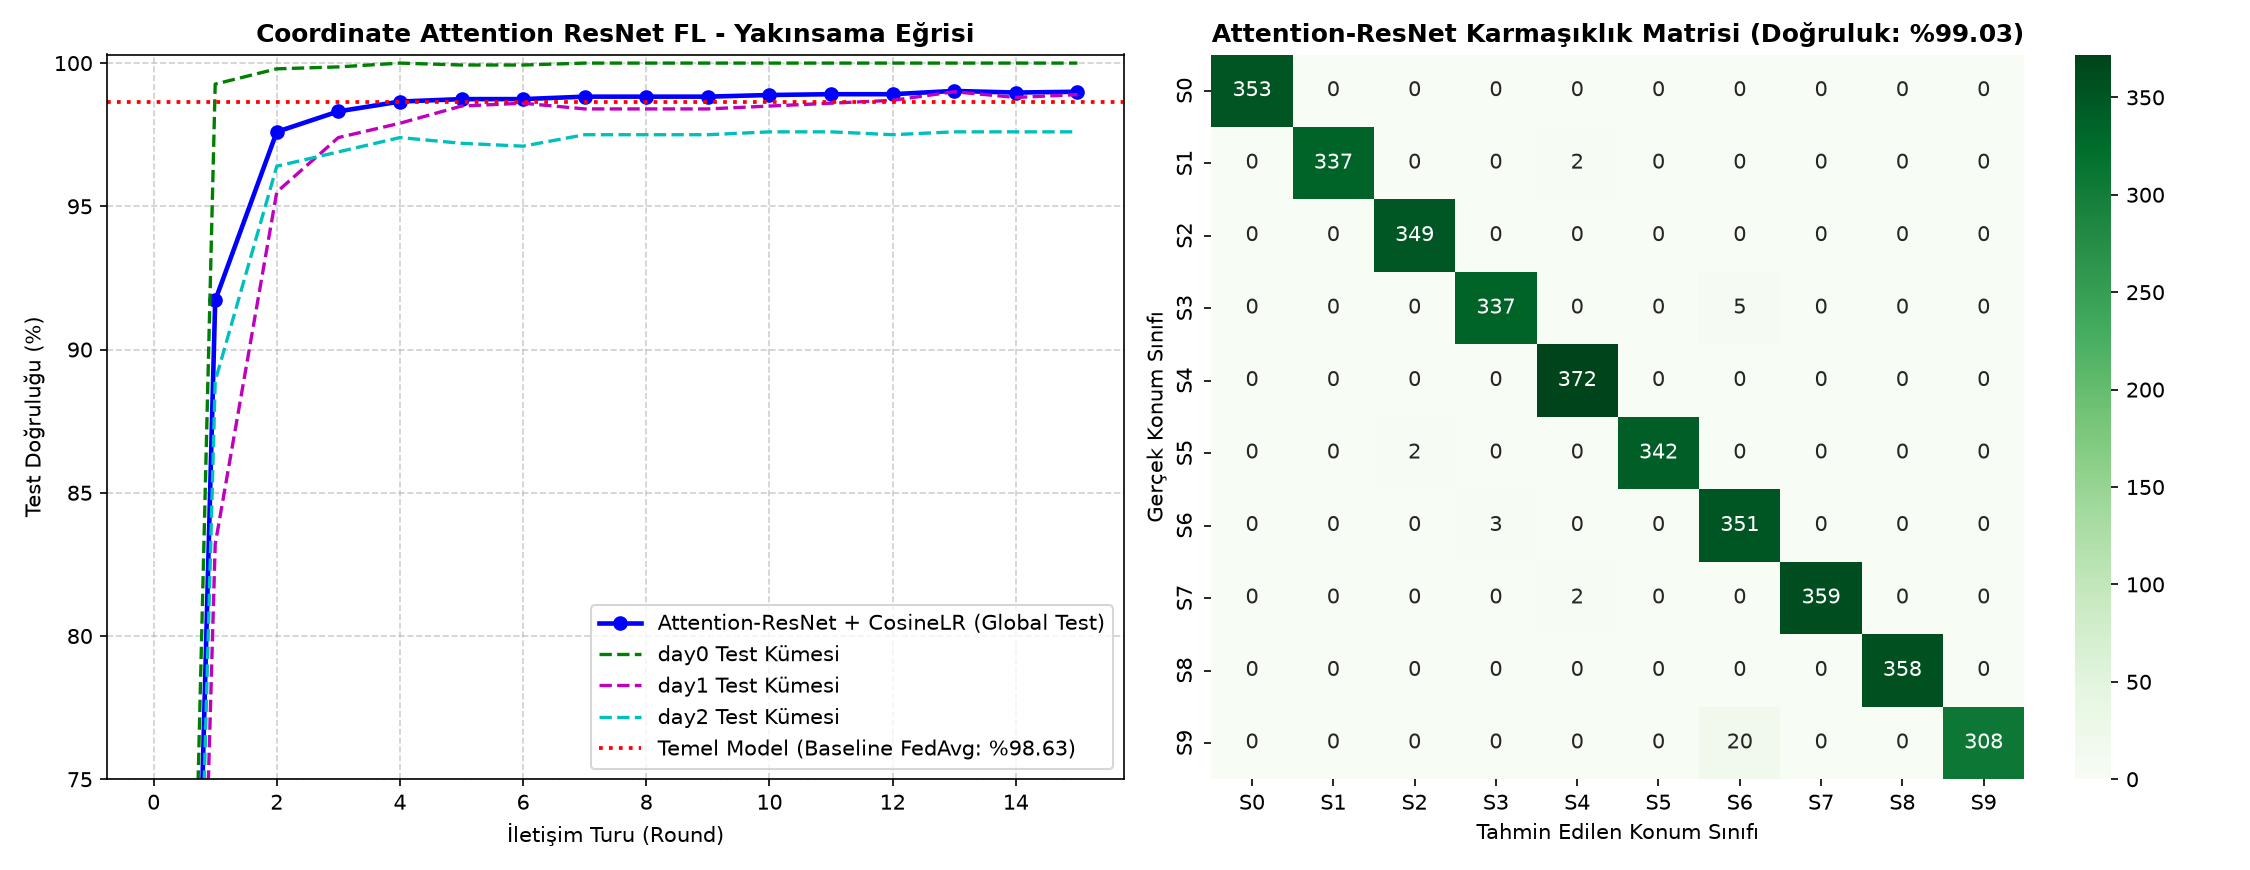 Coordinate Attention ResNet FL - Yakınsama Eğrisi
Test Doğruluğu (%)
100
95
90
85
80
75
0 2 4 6 8 10 12 14
İletişim Turu (Round)
Attention-ResNet + CosineLR (Global Test)
day0 Test Kümesi
day1 Test Kümesi
day2 Test Kümesi
Temel Model (Baseline FedAvg: %98.63)
Attention-ResNet Karmaşıklık Matrisi (Doğruluk: %99.03)
Gerçek Konum Sınıfı
S0 353 0 0 0 0 0 0 0 0 0
S1 0 337 0 0 2 0 0 0 0 0
S2 0 0 349 0 0 0 0 0 0 0
S3 0 0 0 337 0 0 5 0 0 0
S4 0 0 0 0 372 0 0 0 0 0
S5 0 0 2 0 0 342 0 0 0 0
S6 0 0 0 3 0 0 351 0 0 0
S7 0 0 0 0 2 0 0 359 0 0
S8 0 0 0 0 0 0 0 0 358 0
S9 0 0 0 0 0 0 20 0 0 308
S0 S1 S2 S3 S4 S5 S6 S7 S8 S9
Tahmin Edilen Konum Sınıfı
350
300
250
200
150
100
50
0